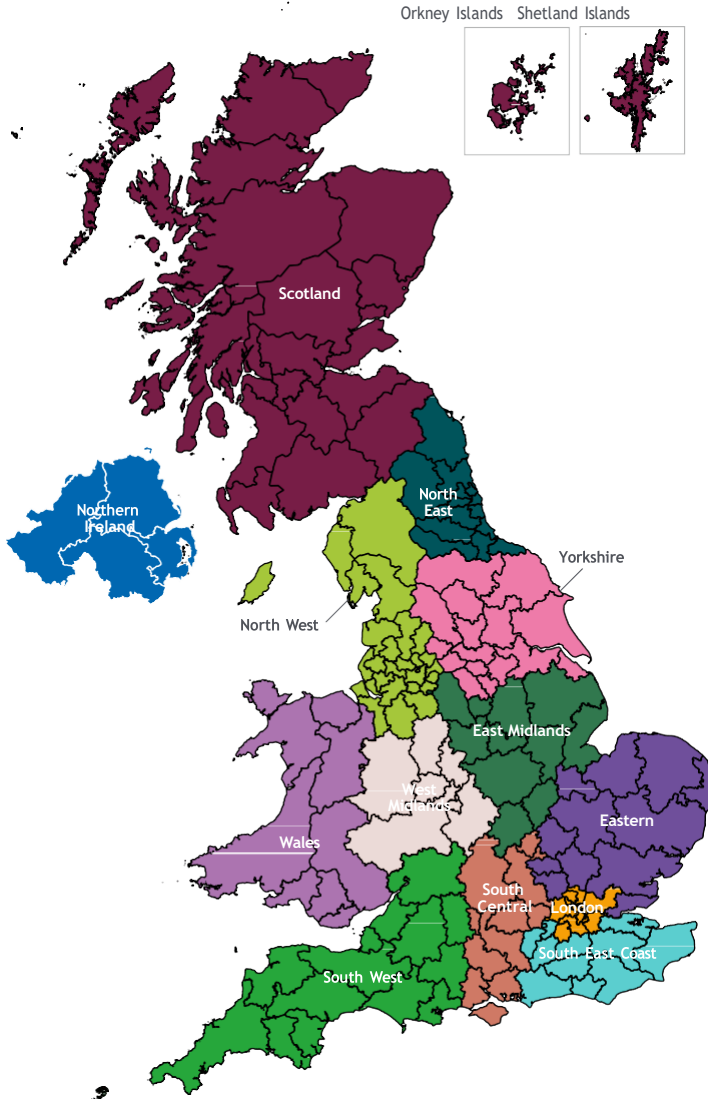 Orkney Islands Shetland Islands
Scotland
North
East
Northern
Ireland
Yorkshire
North West
East Midlands
West
Midlands
Eastern
Wales
South
Central
London
South East Coast
South West